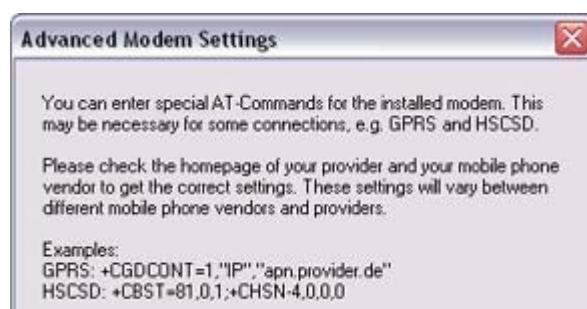 Advanced Modem Settings
You can enter special AT-Commands for the installed modem. This
may be necessary for some connections, e.g. GPRS and HSCSD.
Please check the homepage of your provider and your mobile phone
vendor to get the correct settings. These settings will vary between
different mobile phone vendors and providers.
Examples:
GPRS: +CGDCONT=1,"IP","apn.provider.de"
HSCSD: +CBST=81,0,1;+CHSN-4,0,0,0